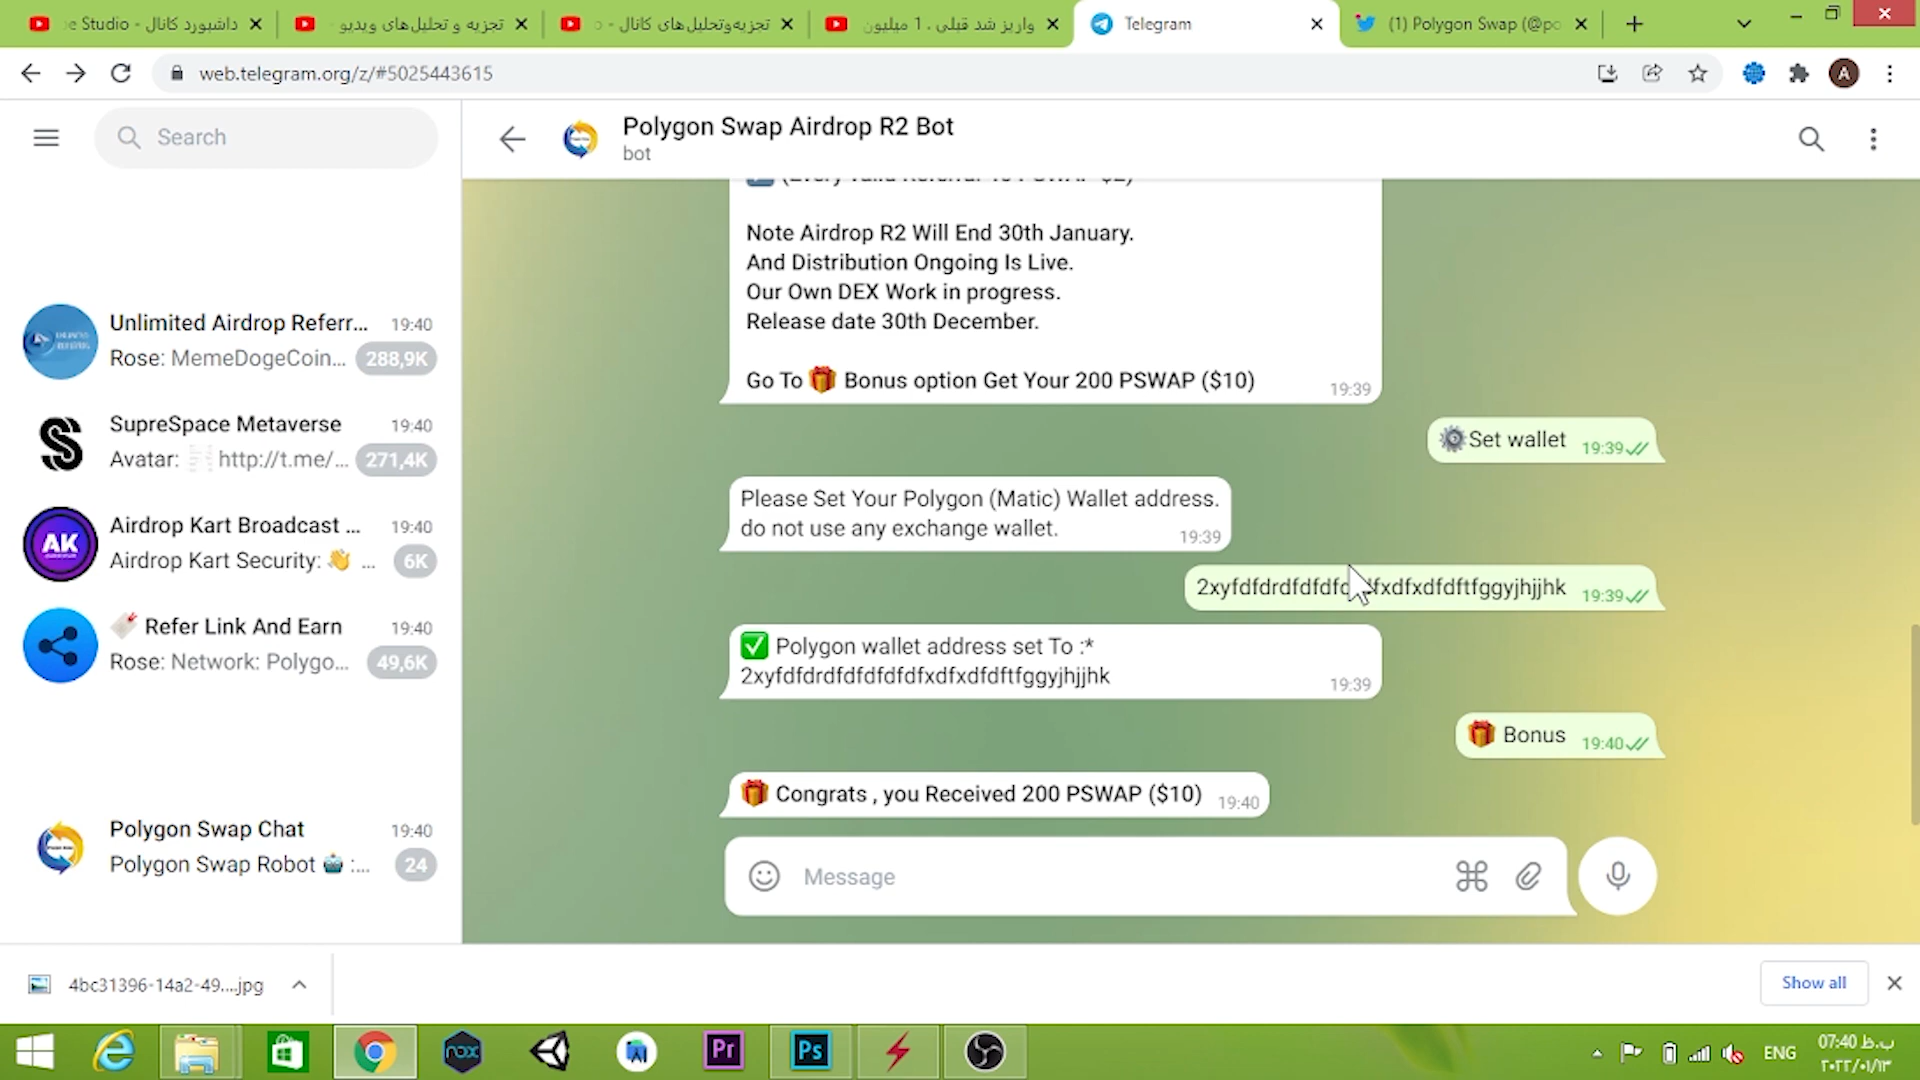 داشبورد کانال - e Studio
تجزیه و تحلیل‌های ویدیو -
تجزیه‌وتحلیل‌های کانال -
واریز شد قبلی . 1 میلیون
Telegram
(1) Polygon Swap (@po
web.telegram.org/z/#5025443615
A
Search
Polygon Swap Airdrop R2 Bot
bot
Unlimited Airdrop Referr... 19:40
Rose: MemeDogeCoin... 288,9K
SupreSpace Metaverse 19:40
Avatar: http://t.me/... 271,4K
AK
Airdrop Kart Broadcast ... 19:40
Airdrop Kart Security: 👋 ... 6K
Refer Link And Earn 19:40
Rose: Network: Polygo... 49,6K
Polygon Swap Chat 19:40
Polygon Swap Robot 🤖 :... 24
Note Airdrop R2 Will End 30th January.
And Distribution Ongoing Is Live.
Our Own DEX Work in progress.
Release date 30th December.
Go To 🎁 Bonus option Get Your 200 PSWAP ($10) 19:39
⚙️Set wallet 19:39
Please Set Your Polygon (Matic) Wallet address.
do not use any exchange wallet. 19:39
19:39
✅ Polygon wallet address set To :*
2xyfdfdrdfdfdfdfdfxdfxdfdftfggyjhjjhk 19:39
🎁 Bonus 19:40
🎁 Congrats , you Received 200 PSWAP ($10) 19:40
Message
4bc31396-14a2-49....jpg
Show all
nox
Pr
Ps
ENG
07:40 ب.ظ
۲۰۲۲/۰۱/۱۳